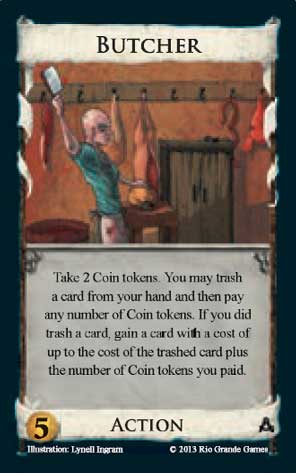 BUTCHER
Take 2 Coin tokens. You may trash
a card from your hand and then pay
any number of Coin tokens. If you did
trash a card, gain a card with a cost of
up to the cost of the trashed card plus
the number of Coin tokens you paid.
5
ACTION
Illustration: Lynell Ingram © 2013 Rio Grande Games